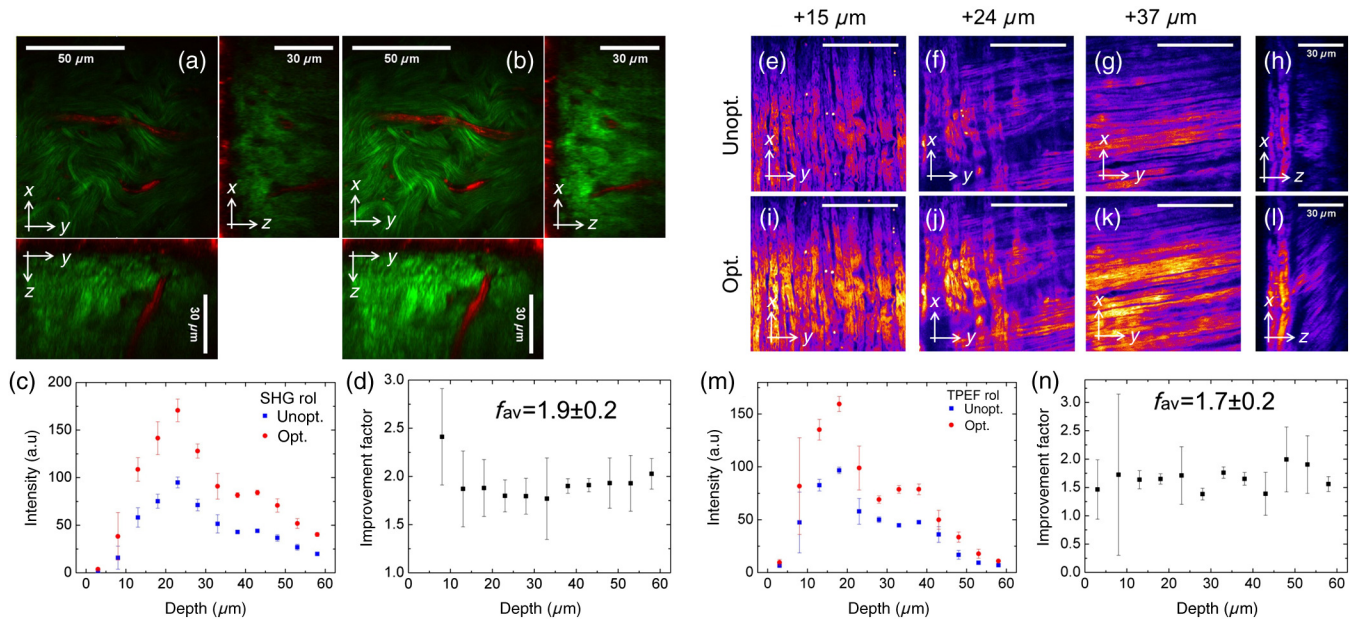 +15 µm +24 µm +37 µm
50 µm (a) 30 µm 50 µm (b) 30 µm
x y x z x y x z
y z 30 µm y z 30 µm
Unopt. (e) (f) (g) (h) 30 µm
x y x y x y x z
Opt. (i) (j) (k) (l) 30 µm
x y x y x y x z
(c)
SHG roI
Unopt.
Opt.
Intensity (a.u)
200
150
100
50
0
0 10 20 30 40 50 60
Depth (µm)
(d)
fav=1.9±0.2
Improvement factor
3.0
2.5
2.0
1.5
1.0
0 10 20 30 40 50 60
Depth (µm)
(m)
TPEF roI
Unopt.
Opt.
Intensity (a.u)
150
100
50
0
0 10 20 30 40 50 60
Depth (µm)
(n)
fav=1.7±0.2
Improvement factor
3.0
2.5
2.0
1.5
1.0
0.5
0.0
0 10 20 30 40 50 60
Depth (µm)